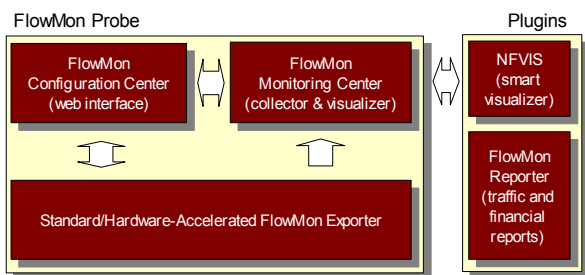 FlowMon Probe
Plugins
FlowMon
Configuration Center
(web interface)
FlowMon
Monitoring Center
(collector & visualizer)
NFVIS
(smart
visualizer)
Standard/Hardware-Accelerated FlowMon Exporter
FlowMon
Reporter
(traffic and
financial
reports)